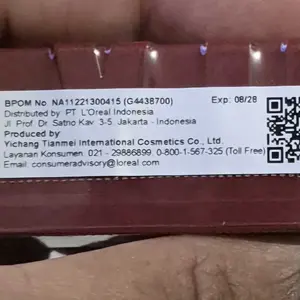 BPOM No NA11221300415 (G4438700) Exp: 08/28
Distributed by PT L'Oreal Indonesia
Jl. Prof. Dr. Satrio Kav. 3-5. Jakarta - Indonesia
Produced by
Yichang Tianmei International Cosmetics Co., Ltd.
Layanan Konsumen. 021 - 29886899 0-800-1-567-325 (Toll Free)
Email: consumeradvisory@loreal.com